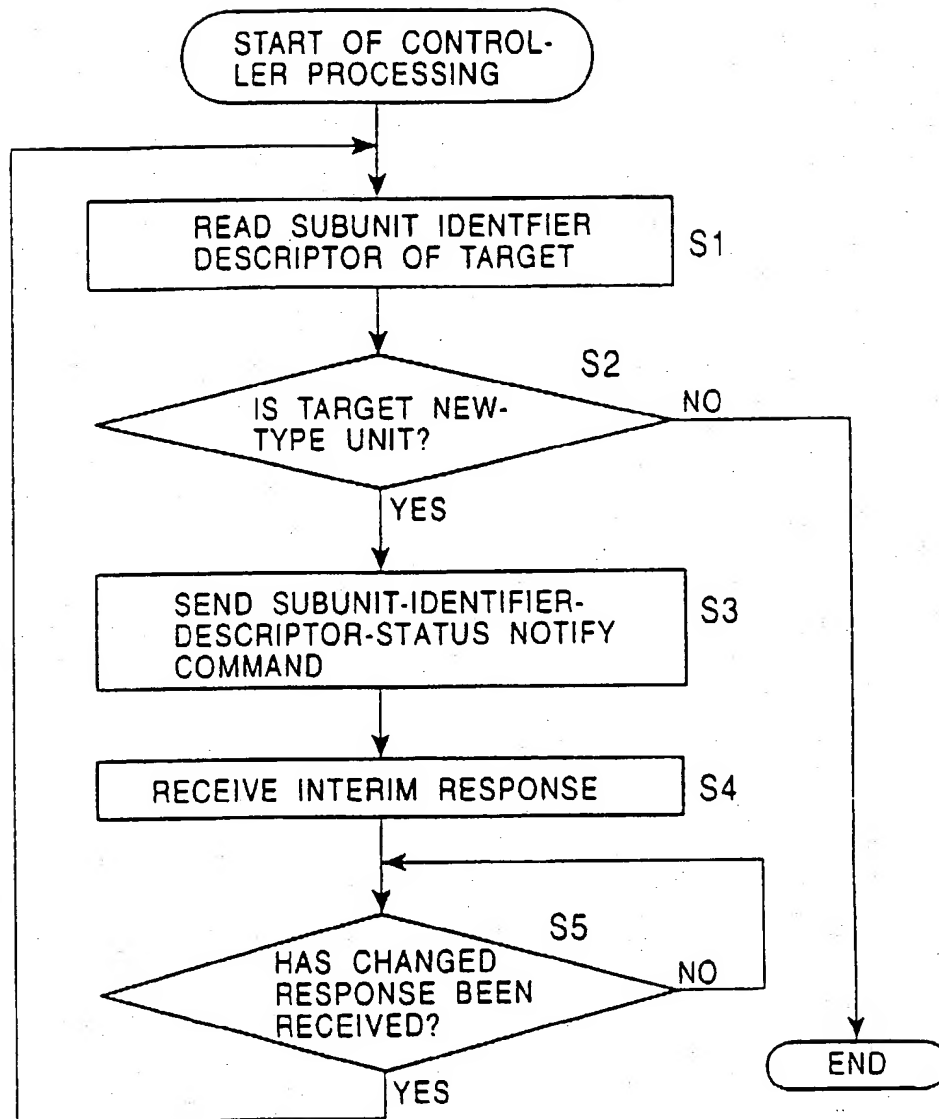 START OF CONTROL-
LER PROCESSING
READ SUBUNIT IDENTFIER
DESCRIPTOR OF TARGET
S1
S2
IS TARGET NEW-
TYPE UNIT?
NO
YES
SEND SUBUNIT-IDENTIFIER-
DESCRIPTOR-STATUS NOTIFY
COMMAND
S3
RECEIVE INTERIM RESPONSE
S4
S5
HAS CHANGED
RESPONSE BEEN
RECEIVED?
NO
YES
END